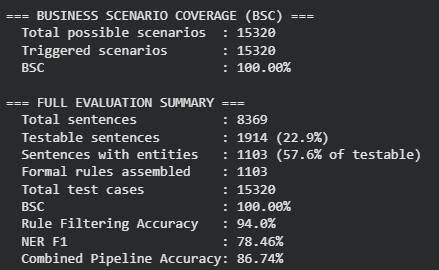 === BUSINESS SCENARIO COVERAGE (BSC) ===
Total possible scenarios : 15320
Triggered scenarios : 15320
BSC : 100.00%
=== FULL EVALUATION SUMMARY ===
Total sentences : 8369
Testable sentences : 1914 (22.9%)
Sentences with entities : 1103 (57.6% of testable)
Formal rules assembled : 1103
Total test cases : 15320
BSC : 100.00%
Rule Filtering Accuracy : 94.0%
NER F1 : 78.46%
Combined Pipeline Accuracy: 86.74%